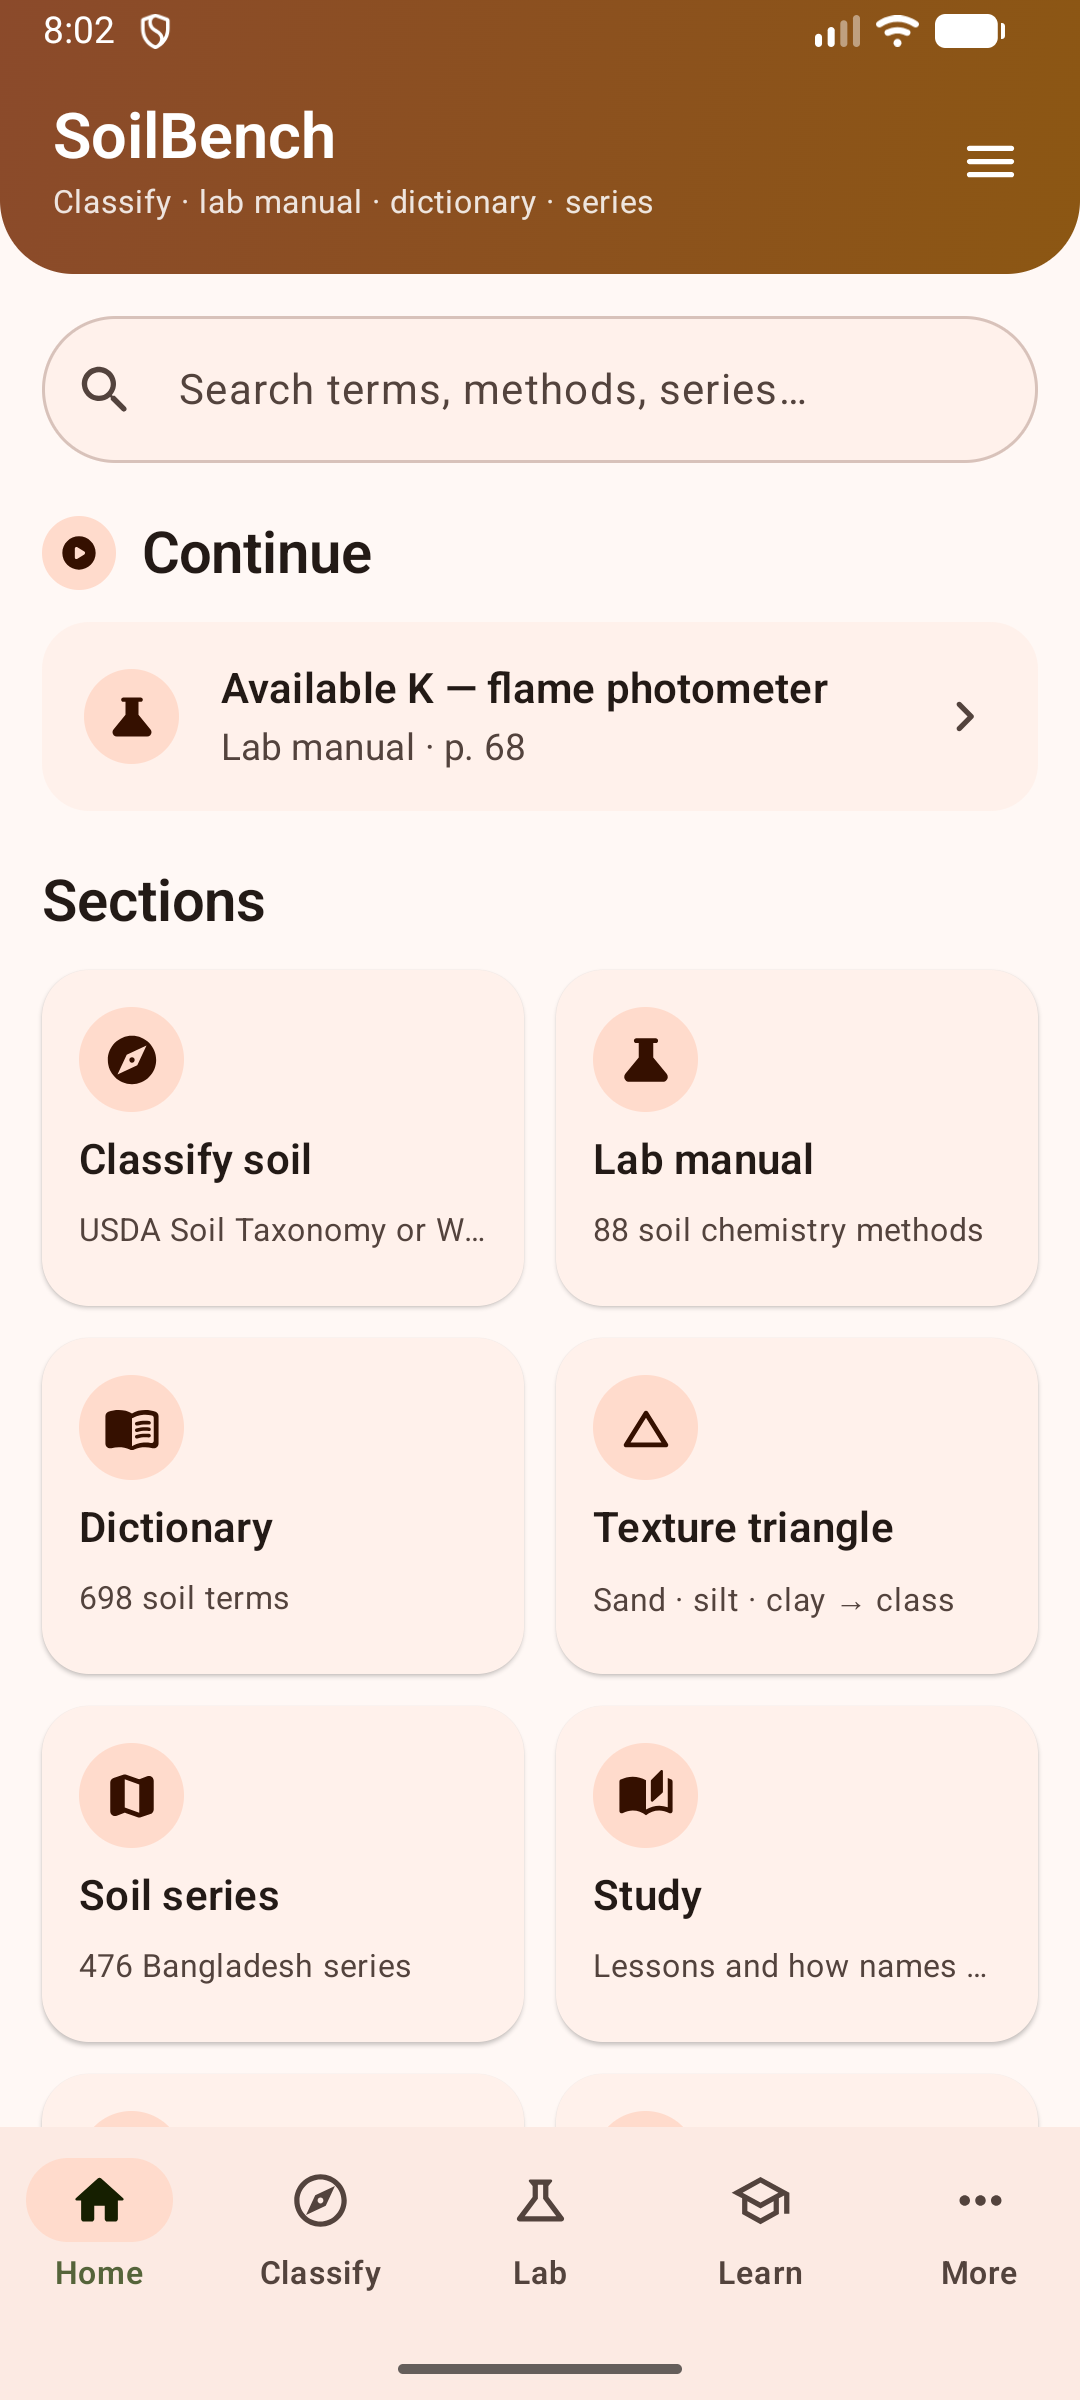 8:02
SoilBench
Classify · lab manual · dictionary · series
Search terms, methods, series…
Continue
Available K — flame photometer
Lab manual · p. 68
Sections
Classify soil
USDA Soil Taxonomy or W…
Lab manual
88 soil chemistry methods
Dictionary
698 soil terms
Texture triangle
Sand · silt · clay → class
Soil series
476 Bangladesh series
Study
Lessons and how names …
Home
Classify
Lab
Learn
More